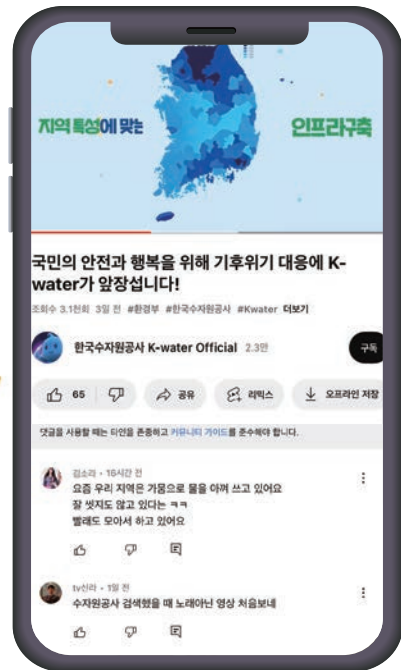 지역 특성에 맞는 인프라구축
국민의 안전과 행복을 위해 기후위기 대응에 K-
water가 앞장섭니다!
조회수 3.1천회 3일 전 #환경부 #한국수자원공사 #Kwater 더보기
한국수자원공사 K-water Official 2.3만 구독
65 공유 리믹스 오프라인 저장
댓글을 사용할 때는 타인을 존중하고 커뮤니티 가이드를 준수해야 합니다.
김소라 • 16시간 전
요즘 우리 지역은 가뭄으로 물을 아껴 쓰고 있어요
잘 씻지도 않고 있다는 ㅋㅋ
빨래도 모아서 하고 있어요
tv신라 • 1일 전
수자원공사 검색했을 때 노래아닌 영상 처음보네